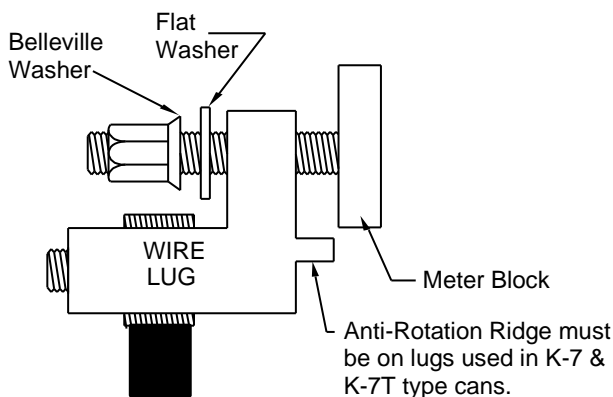 Flat
Washer
Belleville
Washer
WIRE
LUG
Meter Block
Anti-Rotation Ridge must
be on lugs used in K-7 &
K-7T type cans.